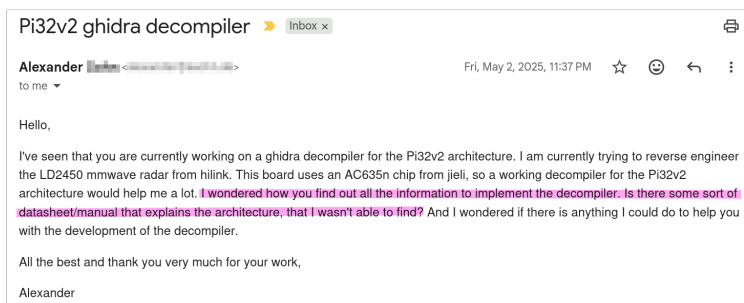 Pi32v2 ghidra decompiler Inbox ×
Alexander < > Fri, May 2, 2025, 11:37 PM
to me
Hello,
I've seen that you are currently working on a ghidra decompiler for the Pi32v2 architecture. I am currently trying to reverse engineer
the LD2450 mmwave radar from hilink. This board uses an AC635n chip from jieli, so a working decompiler for the Pi32v2
architecture would help me a lot. I wondered how you find out all the information to implement the decompiler. Is there some sort of
datasheet/manual that explains the architecture, that I wasn't able to find? And I wondered if there is anything I could do to help you
with the development of the decompiler.
All the best and thank you very much for your work,
Alexander